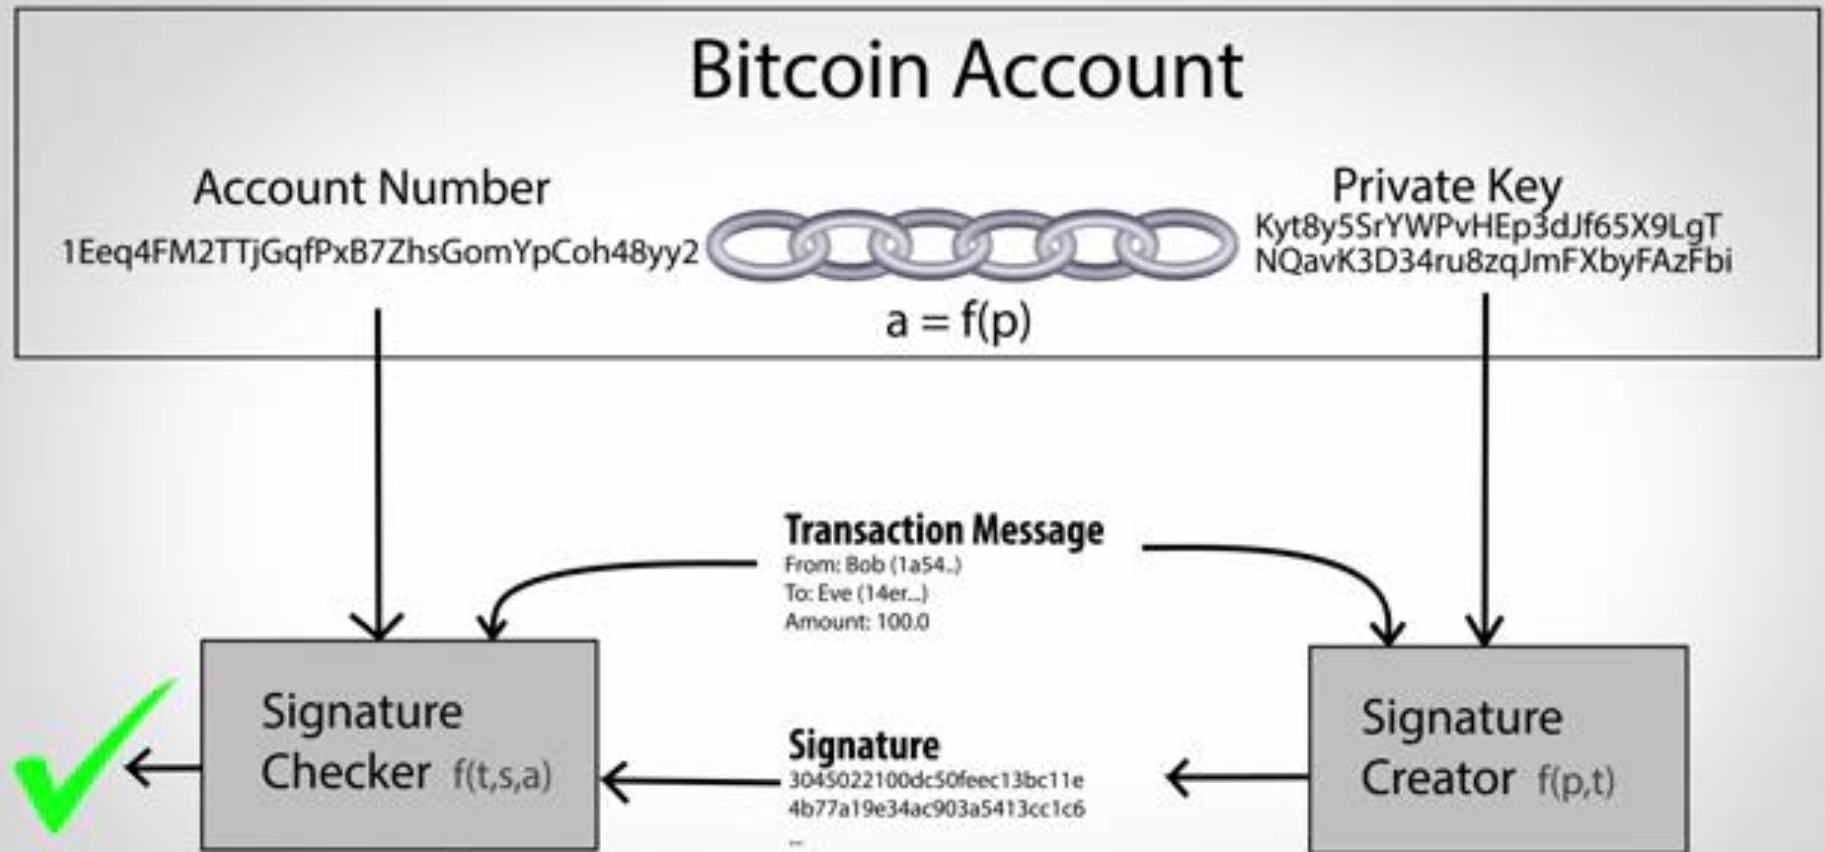 Bitcoin Account
Account Number
1Eeq4FM2TTjGqfPxB7ZhsGomYpCoh48yy2
Private Key
Kyt8y5SrYWPvHEp3dJf65X9LgT
NQavK3D34ru8zqJmFXbyFAzFbi
a = f(p)
Transaction Message
From: Bob (1a54..)
To: Eve (14er...)
Amount: 100.0
Signature
Checker f(t,s,a)
Signature
3045022100dc50feec13bc11e
4b77a19e34ac903a5413cc1c6
...
Signature
Creator f(p,t)